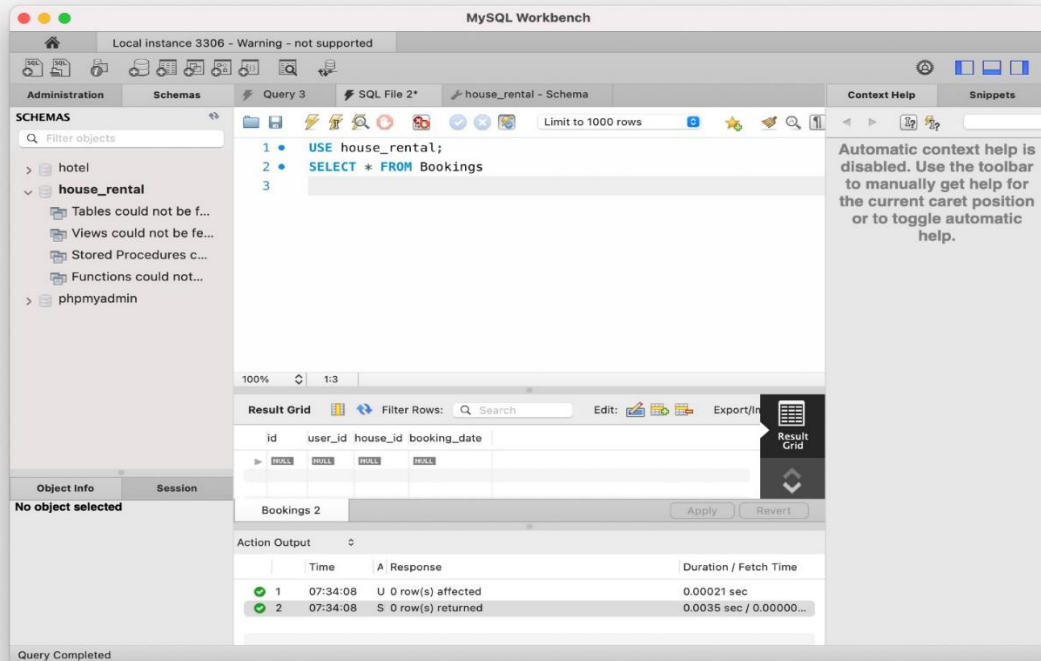 MySQL Workbench
Local instance 3306 - Warning - not supported
Administration Schemas
Query 3 SQL File 2* house_rental - Schema
Context Help Snippets
SCHEMAS
Filter objects
hotel
house_rental
Tables could not be f...
Views could not be fe...
Stored Procedures c...
Functions could not...
phpmyadmin
Limit to 1000 rows
1 USE house_rental;
2 SELECT * FROM Bookings
3
Automatic context help is
disabled. Use the toolbar
to manually get help for
the current caret position
or to toggle automatic
help.
100% 1:3
Result Grid Filter Rows: Search Edit: Export/Im
Result
Grid
id user_id house_id booking_date
NULL NULL NULL NULL
Object Info Session
No object selected
Bookings 2 Apply Revert
Action Output
Time A Response Duration / Fetch Time
1 07:34:08 U 0 row(s) affected 0.00021 sec
2 07:34:08 S 0 row(s) returned 0.0035 sec / 0.00000...
Query Completed